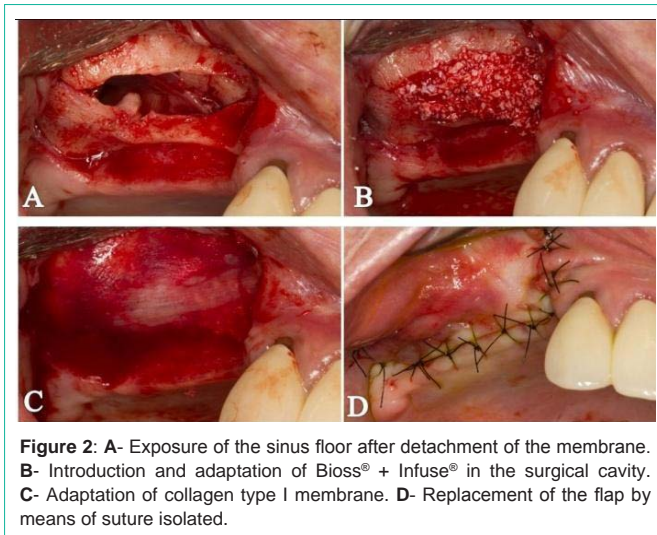 A
B
C
D
Figure 2: A- Exposure of the sinus floor after detachment of the membrane.
B- Introduction and adaptation of Bioss® + Infuse® in the surgical cavity.
C- Adaptation of collagen type I membrane. D- Replacement of the flap by
means of suture isolated.